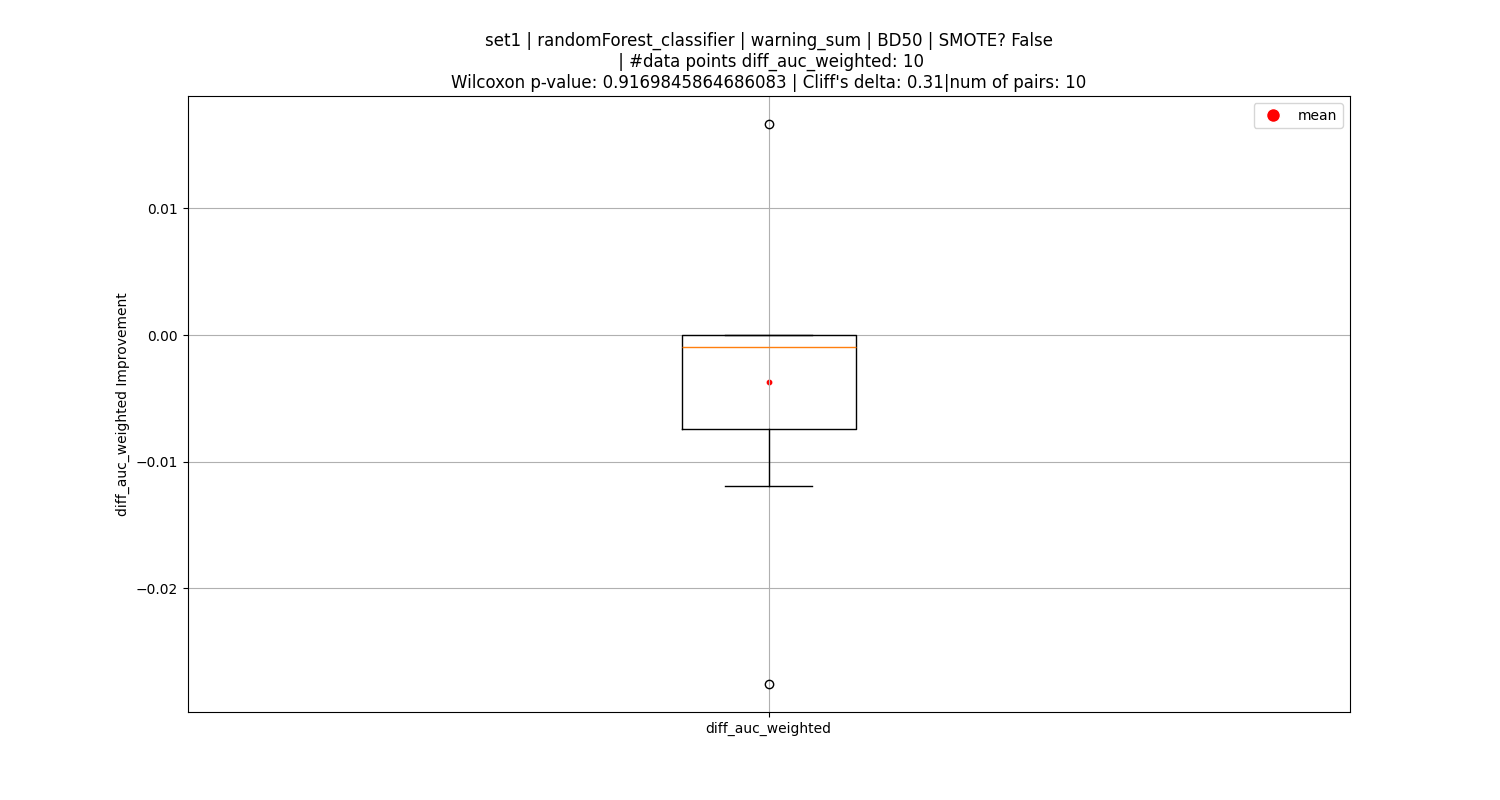 set1 | randomForest_classifier | warning_sum | BD50 | SMOTE? False
| #data points diff_auc_weighted: 10
Wilcoxon p-value: 0.9169845864686083 | Cliff's delta: 0.31|num of pairs: 10
mean
0.01
0.00
−0.01
−0.02
diff_auc_weighted Improvement
diff_auc_weighted